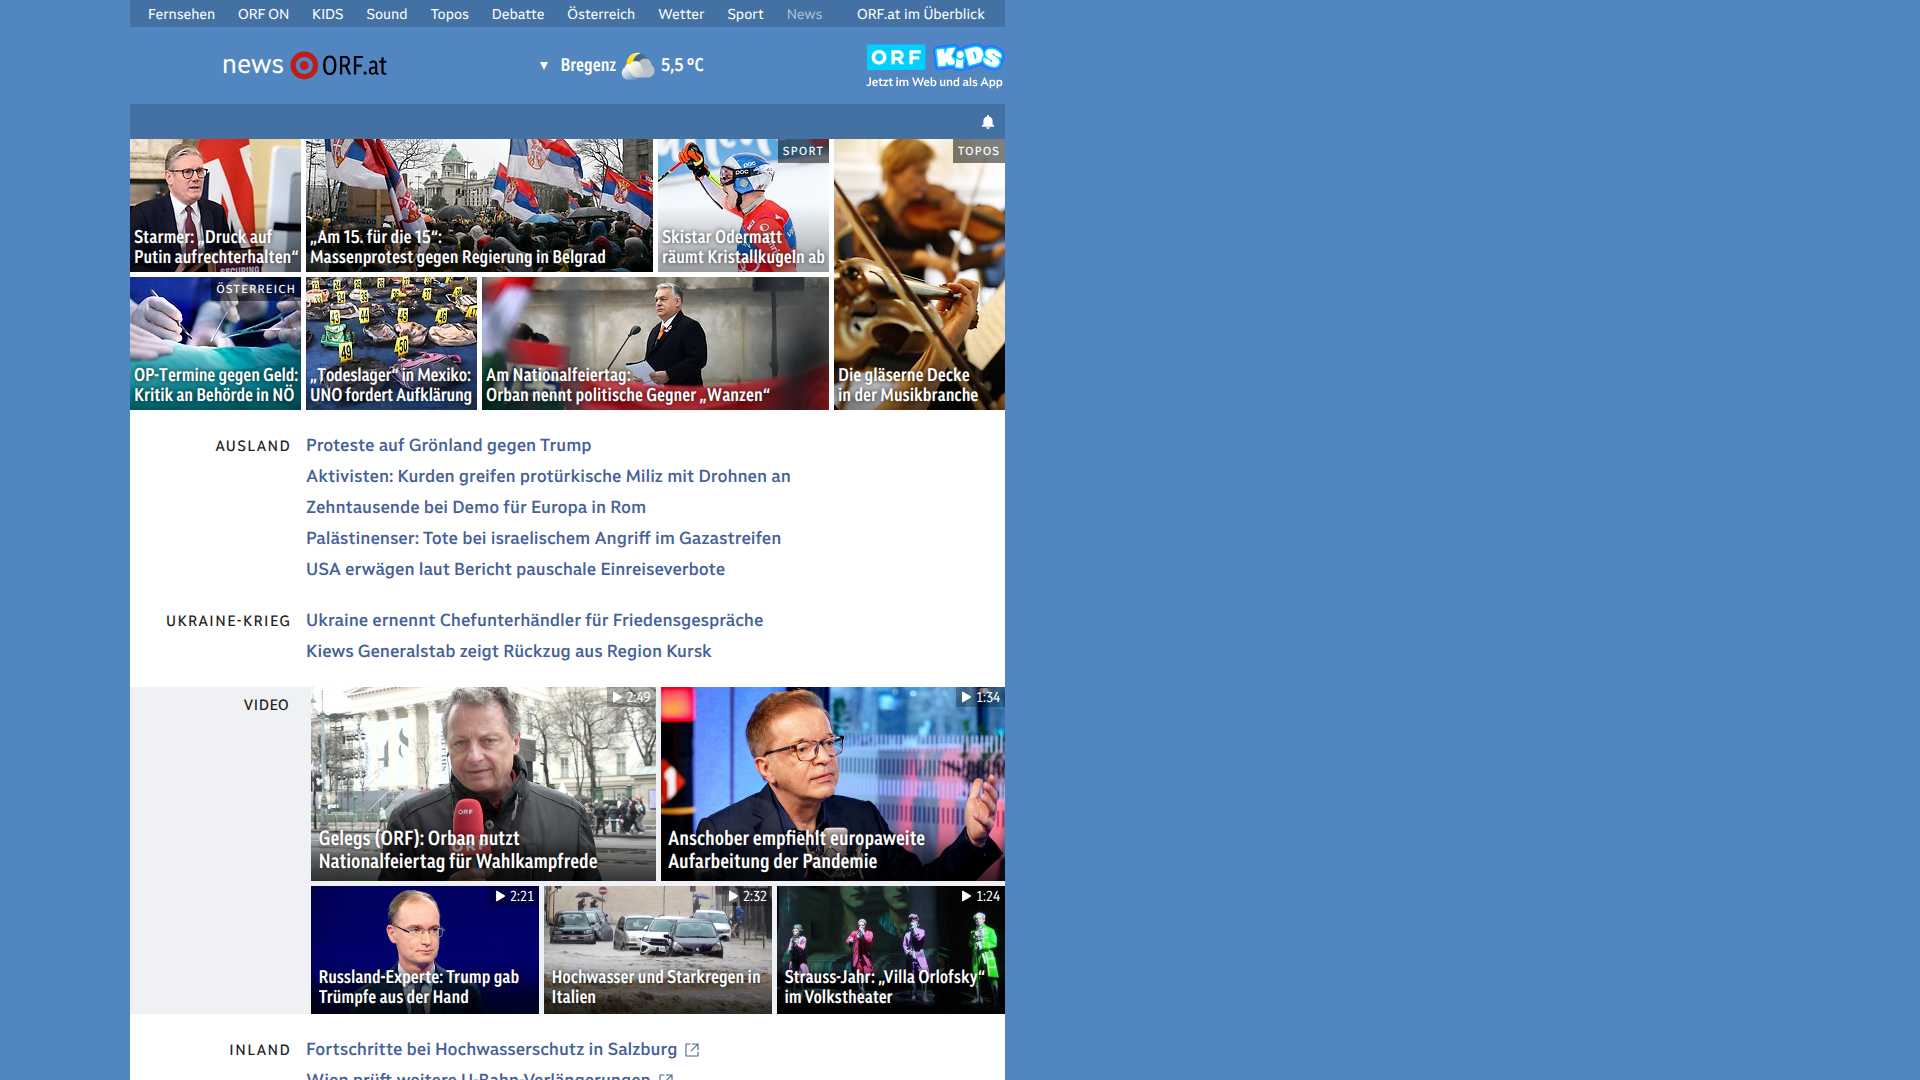 Fernsehen ORF ON KIDS Sound Topos Debatte Österreich Wetter Sport News ORF.at im Überblick
news ORF.at
Bregenz 5,5 °C
ORF KiDS
Jetzt im Web und als App
Starmer: „Druck auf
Putin aufrechterhalten“
„Am 15. für die 15“:
Massenprotest gegen Regierung in Belgrad
SPORT
Skistar Odermatt
räumt Kristallkugeln ab
TOPOS
Die gläserne Decke
in der Musikbranche
ÖSTERREICH
OP-Termine gegen Geld:
Kritik an Behörde in NÖ
„Todeslager“ in Mexiko:
UNO fordert Aufklärung
Am Nationalfeiertag:
Orban nennt politische Gegner „Wanzen“
AUSLAND
Proteste auf Grönland gegen Trump
Aktivisten: Kurden greifen protürkische Miliz mit Drohnen an
Zehntausende bei Demo für Europa in Rom
Palästinenser: Tote bei israelischem Angriff im Gazastreifen
USA erwägen laut Bericht pauschale Einreiseverbote
UKRAINE-KRIEG
Ukraine ernennt Chefunterhändler für Friedensgespräche
Kiews Generalstab zeigt Rückzug aus Region Kursk
VIDEO
2:49
Gelegs (ORF): Orban nutzt
Nationalfeiertag für Wahlkampfrede
1:34
Anschober empfiehlt europaweite
Aufarbeitung der Pandemie
2:21
Russland-Experte: Trump gab
Trümpfe aus der Hand
2:32
Hochwasser und Starkregen in
Italien
1:24
Strauss-Jahr: „Villa Orlofsky“
im Volkstheater
INLAND
Fortschritte bei Hochwasserschutz in Salzburg
Wien prüft weitere U-Bahn-Verlängerungen